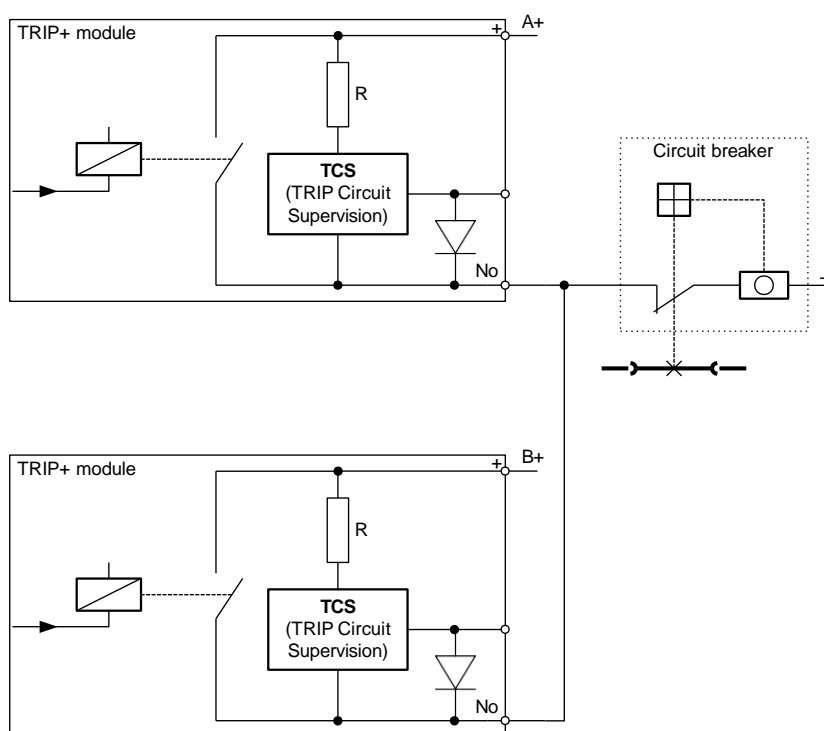 TRIP+ module
+
A+
R
TCS
(TRIP Circuit
Supervision)
No
Circuit breaker
-
TRIP+ module
+
B+
R
TCS
(TRIP Circuit
Supervision)
No